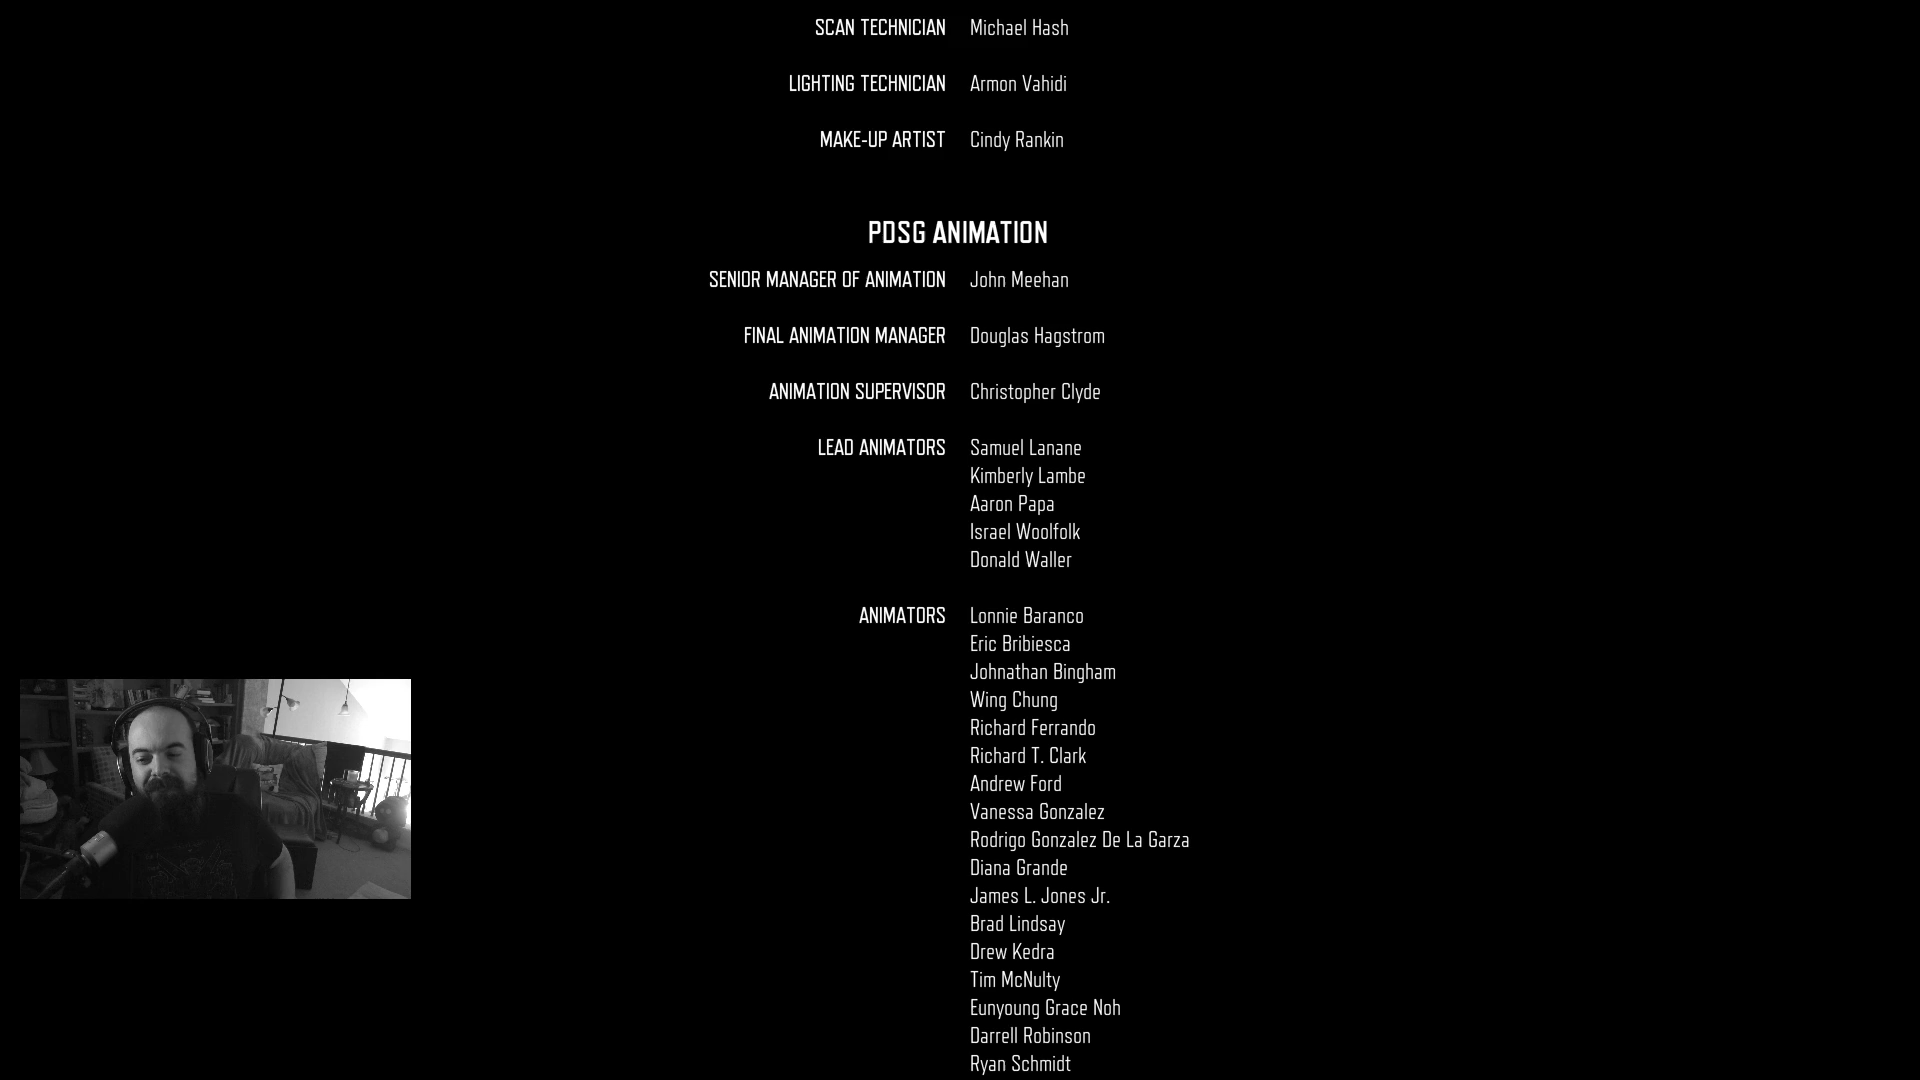 SCAN TECHNICIAN Michael Hash
LIGHTING TECHNICIAN Armon Vahidi
MAKE-UP ARTIST Cindy Rankin
PDSG ANIMATION
SENIOR MANAGER OF ANIMATION John Meehan
FINAL ANIMATION MANAGER Douglas Hagstrom
ANIMATION SUPERVISOR Christopher Clyde
LEAD ANIMATORS Samuel Lanane
Kimberly Lambe
Aaron Papa
Israel Woolfolk
Donald Waller
ANIMATORS Lonnie Baranco
Eric Bribiesca
Johnathan Bingham
Wing Chung
Richard Ferrando
Richard T. Clark
Andrew Ford
Vanessa Gonzalez
Rodrigo Gonzalez De La Garza
Diana Grande
James L. Jones Jr.
Brad Lindsay
Drew Kedra
Tim McNulty
Eunyoung Grace Noh
Darrell Robinson
Ryan Schmidt